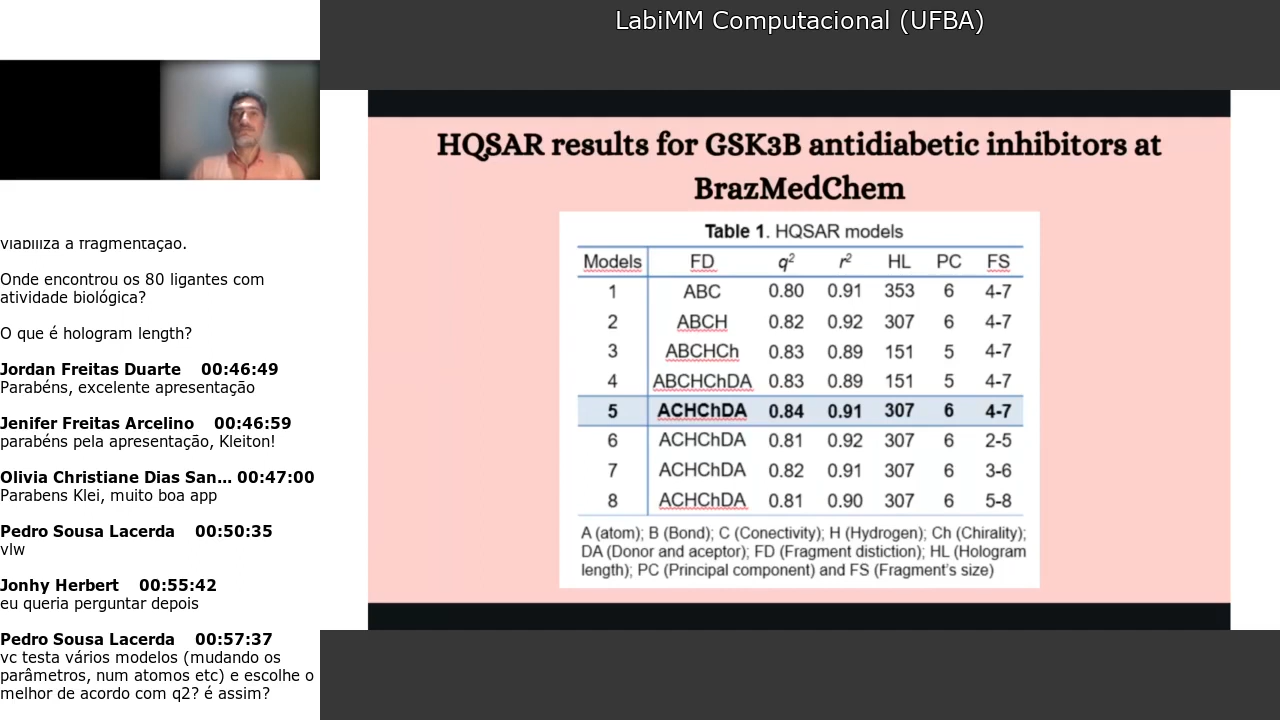 LabiMM Computacional (UFBA)
viabiliza a fragmentação.
Onde encontrou os 80 ligantes com
atividade biológica?
O que é hologram length?
Jordan Freitas Duarte 00:46:49
Parabéns, excelente apresentação
Jenifer Freitas Arcelino 00:46:59
parabéns pela apresentação, Kleiton!
Olivia Christiane Dias San... 00:47:00
Parabens Klei, muito boa app
Pedro Sousa Lacerda 00:50:35
vlw
Jonhy Herbert 00:55:42
eu queria perguntar depois
Pedro Sousa Lacerda 00:57:37
vc testa vários modelos (mudando os
parâmetros, num atomos etc) e escolhe o
melhor de acordo com q2? é assim?
HQSAR results for GSK3B antidiabetic inhibitors at
BrazMedChem
Table 1. HQSAR models
Models FD q² r² HL PC FS
1 ABC 0.80 0.91 353 6 4-7
2 ABCH 0.82 0.92 307 6 4-7
3 ABCHCh 0.83 0.89 151 5 4-7
4 ABCHChDA 0.83 0.89 151 5 4-7
5 ACHChDA 0.84 0.91 307 6 4-7
6 ACHChDA 0.81 0.92 307 6 2-5
7 ACHChDA 0.82 0.91 307 6 3-6
8 ACHChDA 0.81 0.90 307 6 5-8
A (atom); B (Bond); C (Conectivity); H (Hydrogen); Ch (Chirality);
DA (Donor and aceptor); FD (Fragment distiction); HL (Hologram
length); PC (Principal component) and FS (Fragment's size)